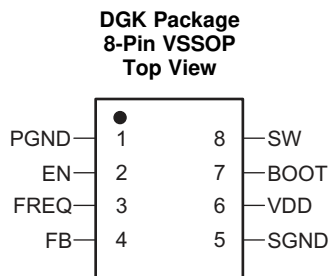 DGK Package
8-Pin VSSOP
Top View
PGND 1 8 SW
EN 2 7 BOOT
FREQ 3 6 VDD
FB 4 5 SGND